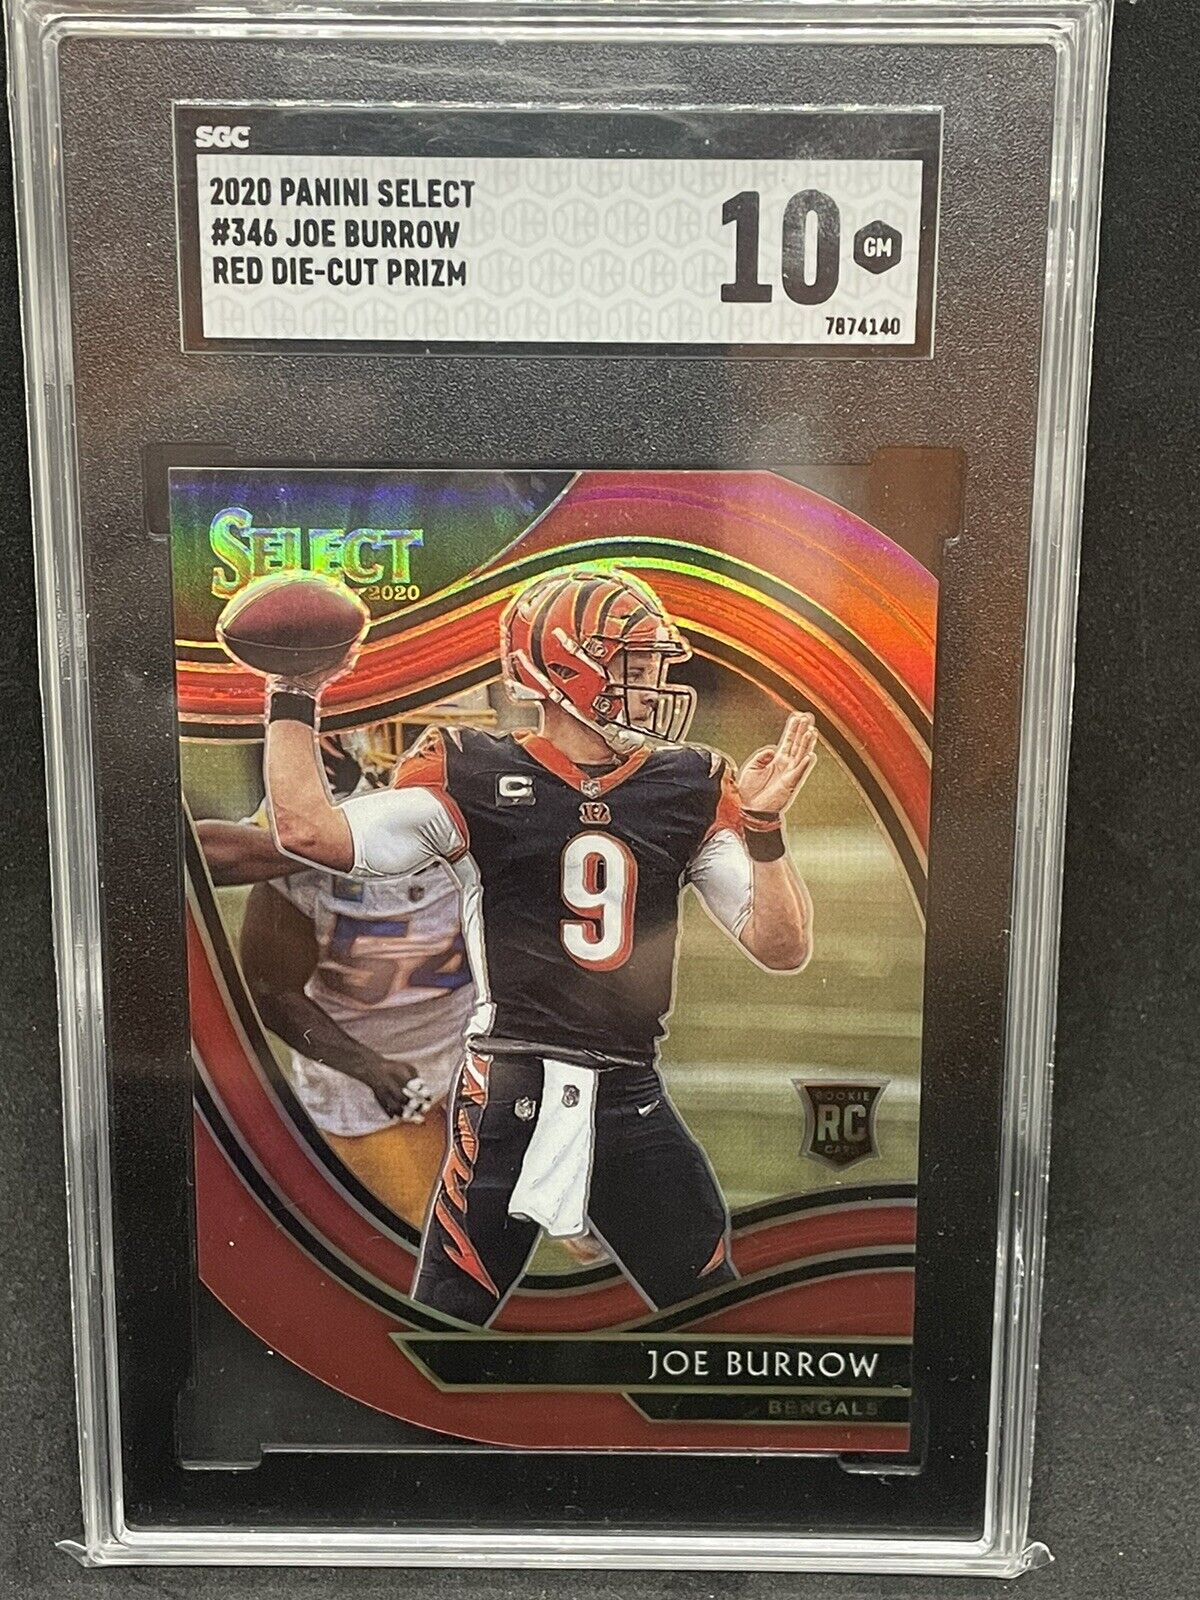 SGC
2020 PANINI SELECT
#346 JOE BURROW
RED DIE-CUT PRIZM
10
GM
7874140
SELECT
2020
C
9
52
ROOKIE
RC
CARD
JOE BURROW
BENGALS